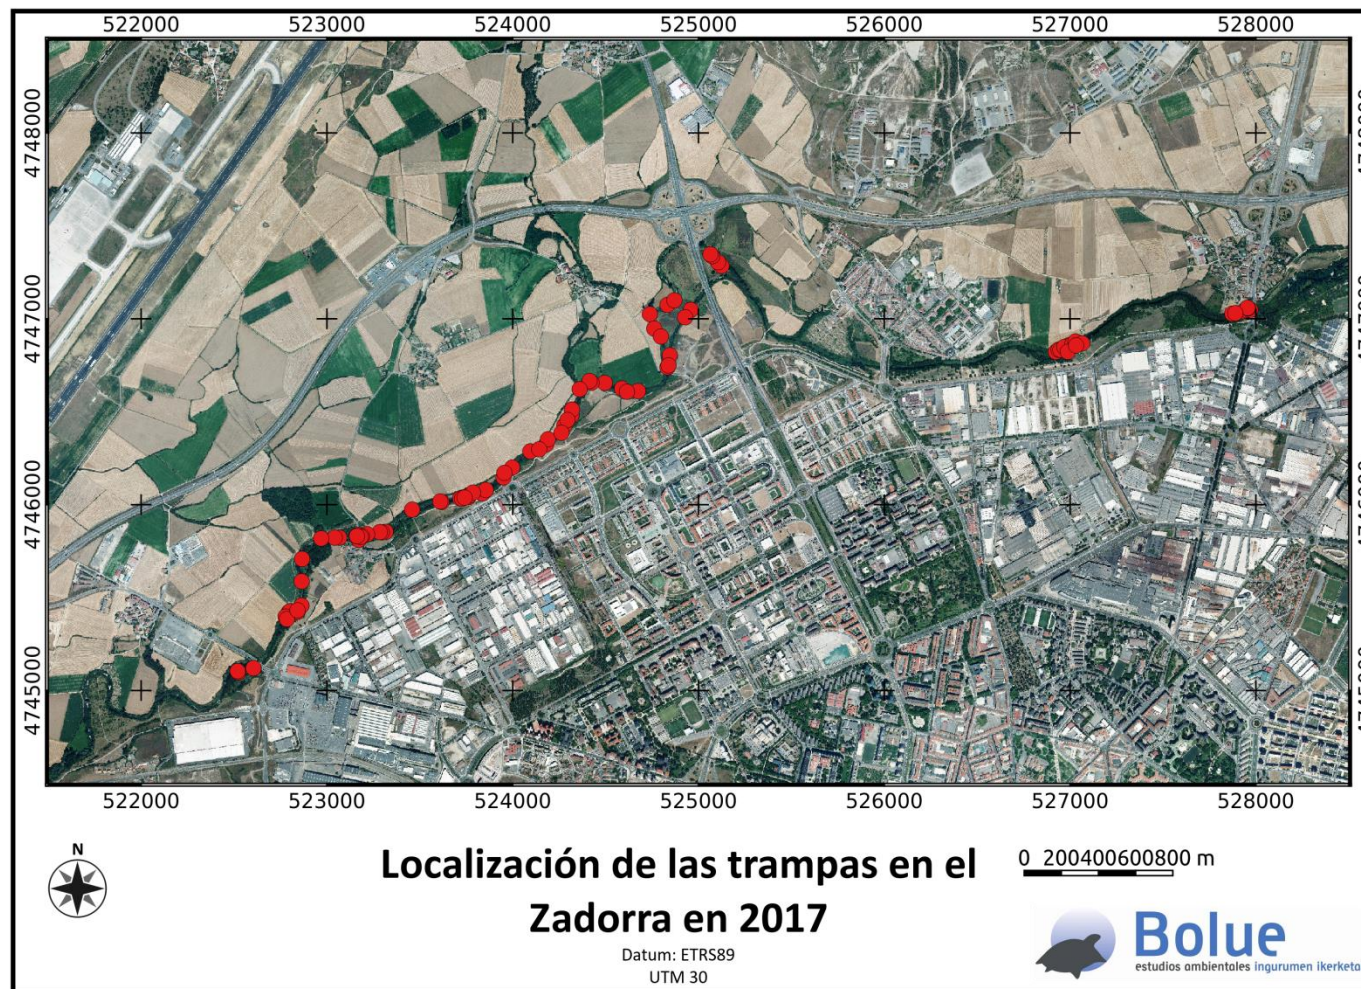 522000 523000 524000 525000 526000 527000 528000
4748000
4747000
4746000
4745000
522000 523000 524000 525000 526000 527000 528000
N
Localización de las trampas en el
Zadorra en 2017
Datum: ETRS89
UTM 30
0 200400600800 m
Bolue
estudios ambientales ingurumen ikerketa